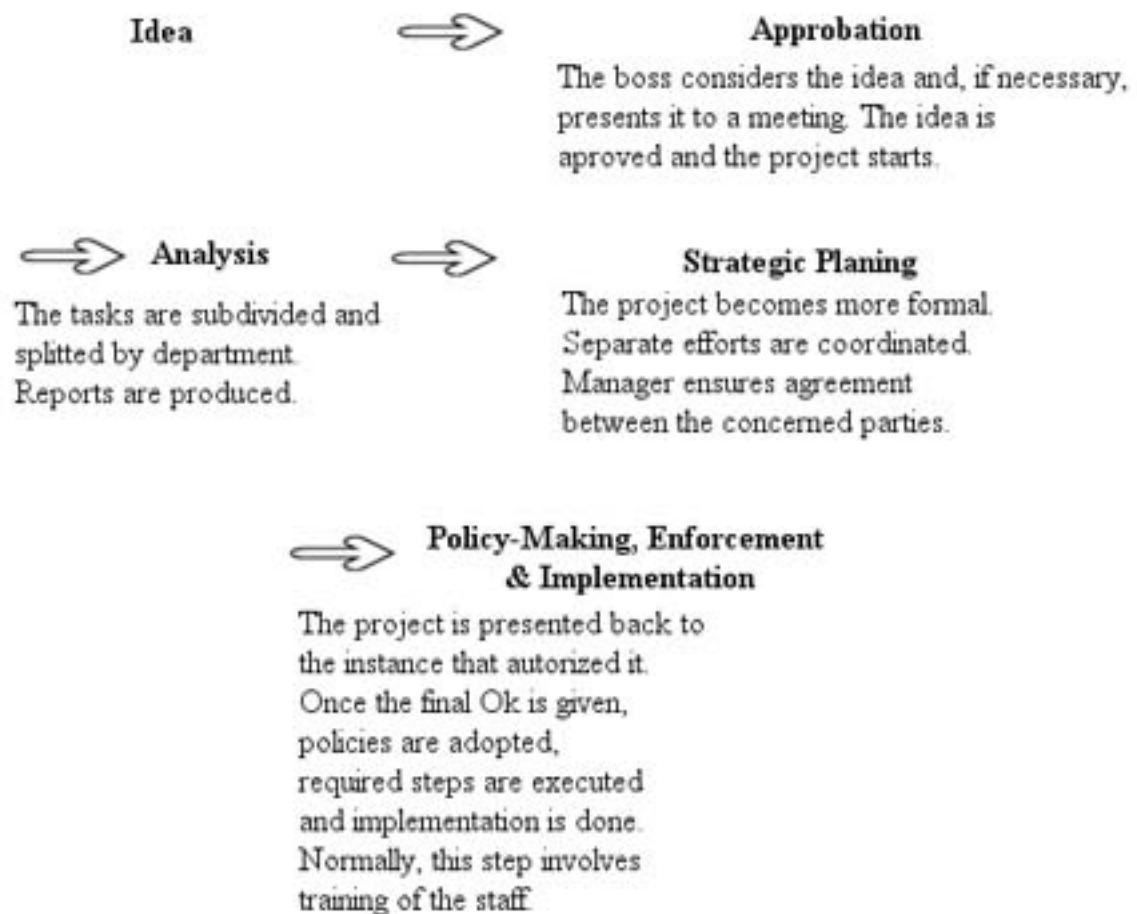 Idea
Approbation
The boss considers the idea and, if necessary,
presents it to a meeting. The idea is
aproved and the project starts.
Analysis
The tasks are subdivided and
splitted by department.
Reports are produced.
Strategic Planing
The project becomes more formal.
Separate efforts are coordinated.
Manager ensures agreement
between the concerned parties.
Policy-Making, Enforcement
& Implementation
The project is presented back to
the instance that autorized it.
Once the final Ok is given,
policies are adopted,
required steps are executed
and implementation is done.
Normally, this step involves
training of the staff.